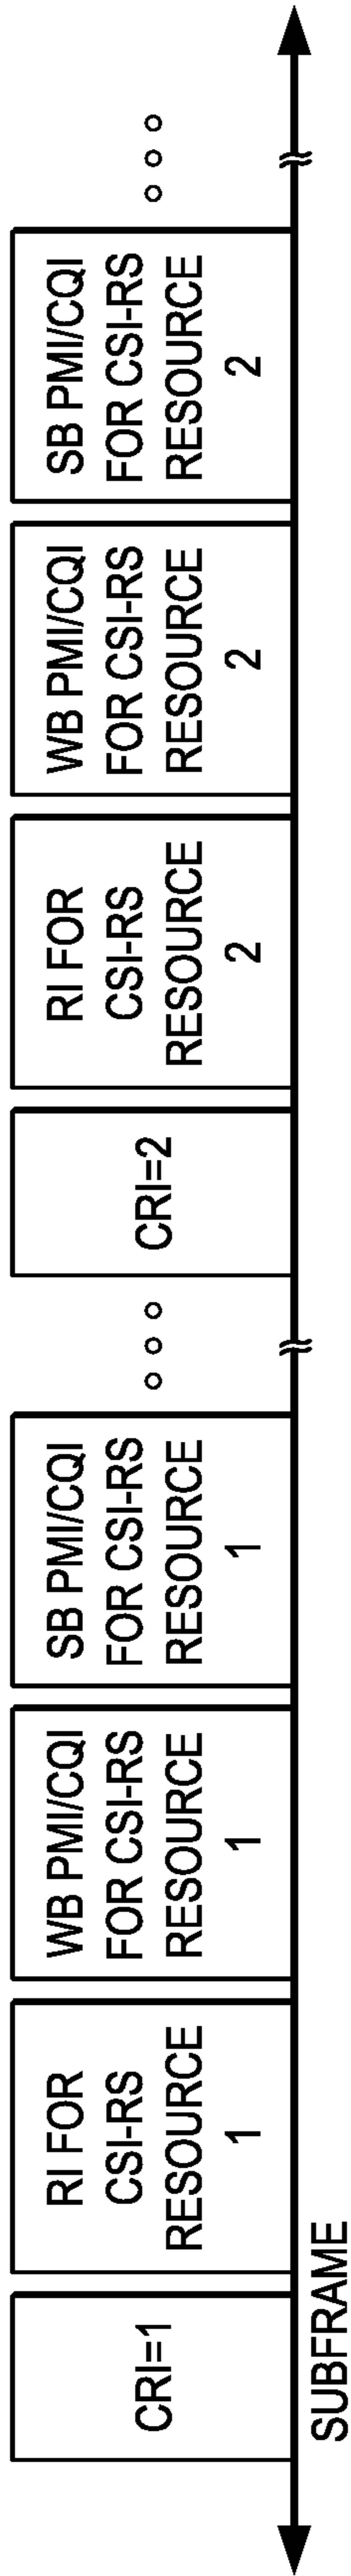 CRI=1
RI FOR
CSI-RS
RESOURCE
1
WB PMI/CQI
FOR CSI-RS
RESOURCE
1
SB PMI/CQI
FOR CSI-RS
RESOURCE
1
CRI=2
RI FOR
CSI-RS
RESOURCE
2
WB PMI/CQI
FOR CSI-RS
RESOURCE
2
SB PMI/CQI
FOR CSI-RS
RESOURCE
2
SUBFRAME